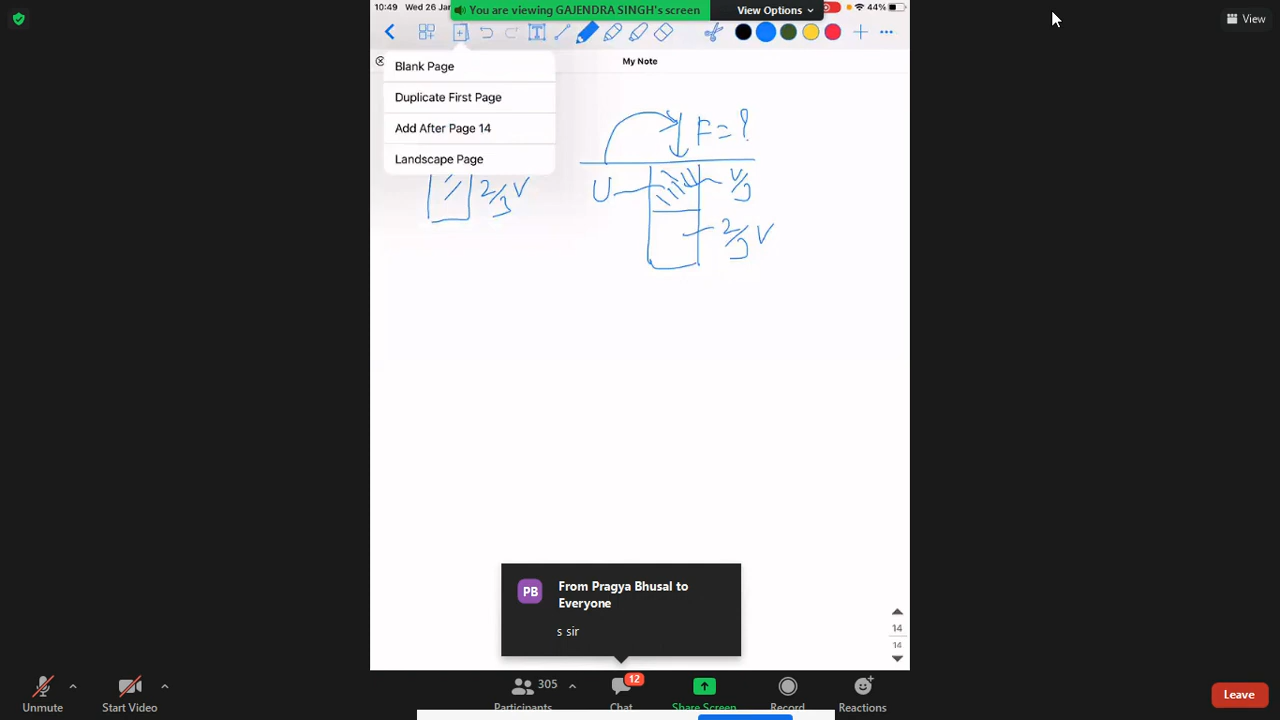 10:49 Wed 26 Jan
You are viewing GAJENDRA SINGH's screen
View Options
44%
View
My Note
Blank Page
Duplicate First Page
Add After Page 14
Landscape Page
F = ?
U
V/3
2/3 V
2/3 V
PB
From Pragya Bhusal to
Everyone
s sir
14
14
Unmute
Start Video
305
Participants
12
Chat
Share Screen
Record
Reactions
Leave